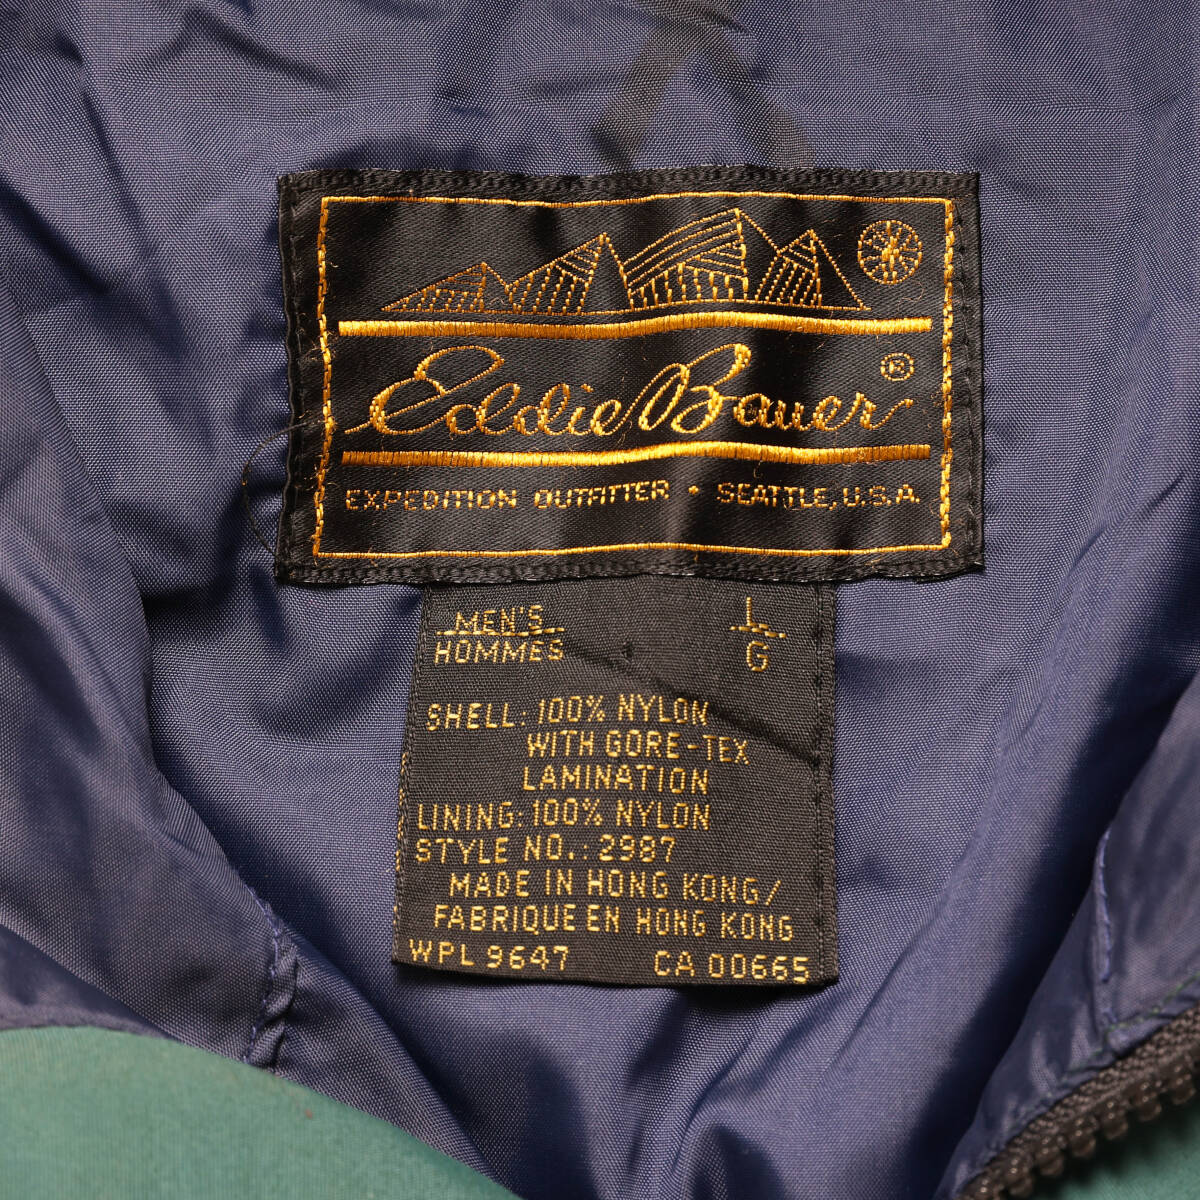 Eddie Bauer ®
EXPEDITION OUTFITTER • SEATTLE, U.S.A.
MEN'S L
HOMMES G
SHELL: 100% NYLON
WITH GORE-TEX
LAMINATION
LINING: 100% NYLON
STYLE NO.: 2987
MADE IN HONG KONG/
FABRIQUE EN HONG KONG
WPL 9647 CA 00665